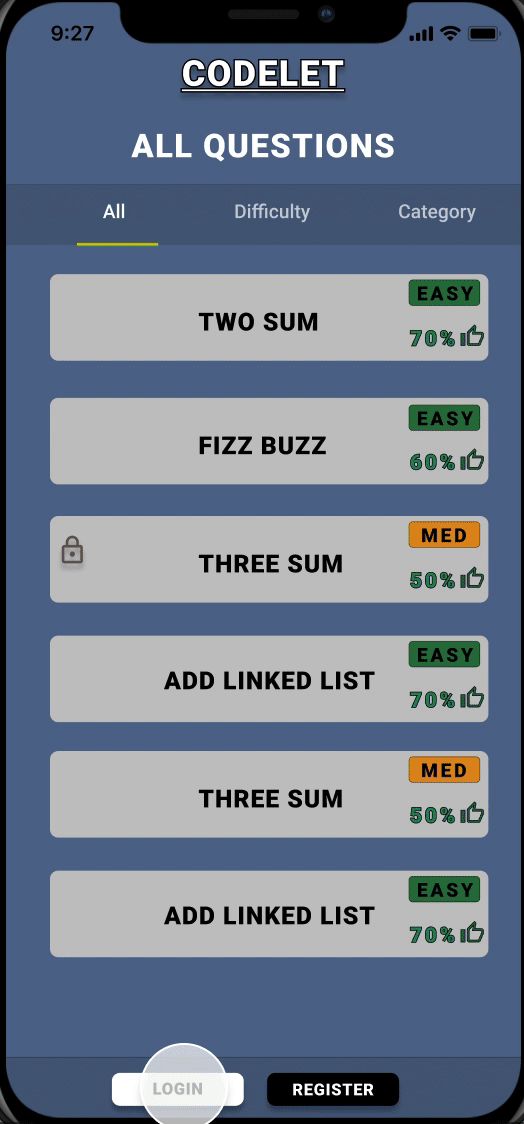 9:27
CODELET
ALL QUESTIONS
All Difficulty Category
EASY
TWO SUM
70%
EASY
FIZZ BUZZ
60%
MED
THREE SUM
50%
EASY
ADD LINKED LIST
70%
MED
THREE SUM
50%
EASY
ADD LINKED LIST
70%
LOGIN REGISTER